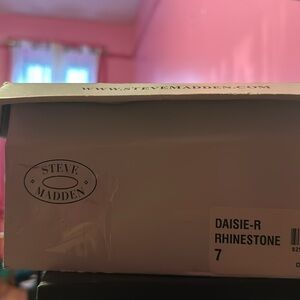 WWW.STEVEMADDEN.COM
STEVE
MADDEN
DAISIE-R
RHINESTONE
7